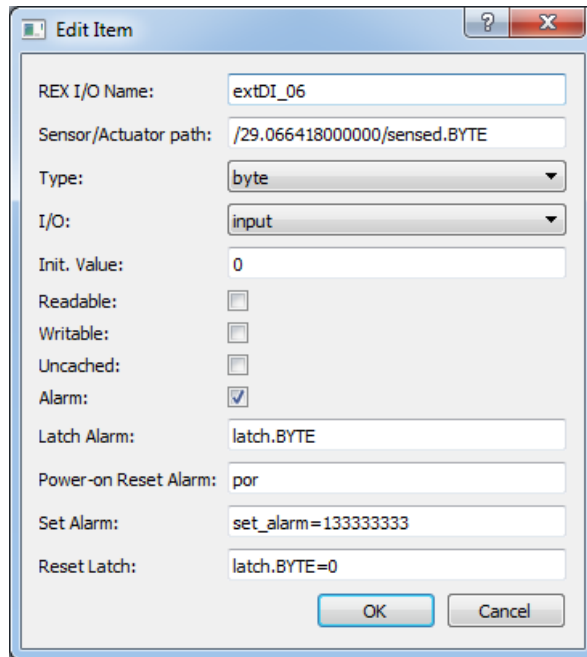 Edit Item
?
REX I/O Name: extDI_06
Sensor/Actuator path: /29.066418000000/sensed.BYTE
Type: byte
I/O: input
Init. Value: 0
Readable:
Writable:
Uncached:
Alarm:
Latch Alarm: latch.BYTE
Power-on Reset Alarm: por
Set Alarm: set_alarm=133333333
Reset Latch: latch.BYTE=0
OK Cancel